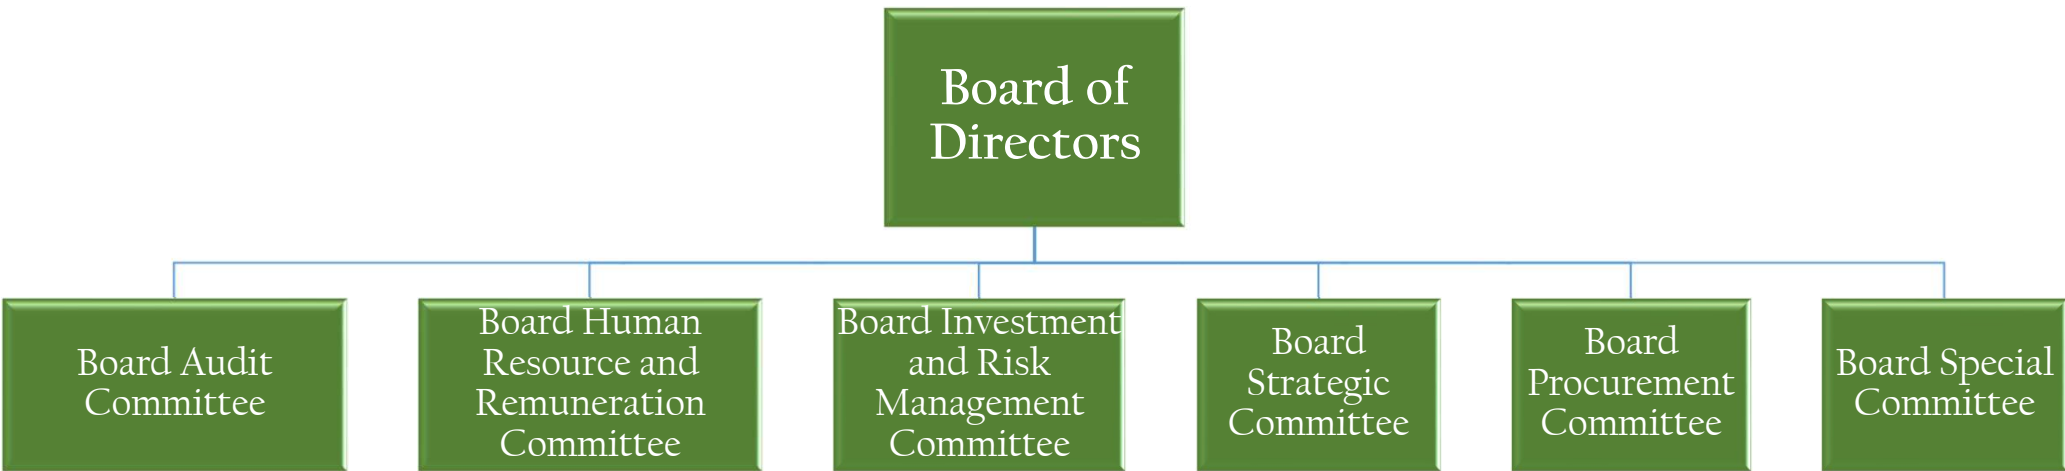 Board of
Directors
Board Audit
Committee
Board Human
Resource and
Remuneration
Committee
Board Investment
and Risk
Management
Committee
Board
Strategic
Committee
Board
Procurement
Committee
Board Special
Committee